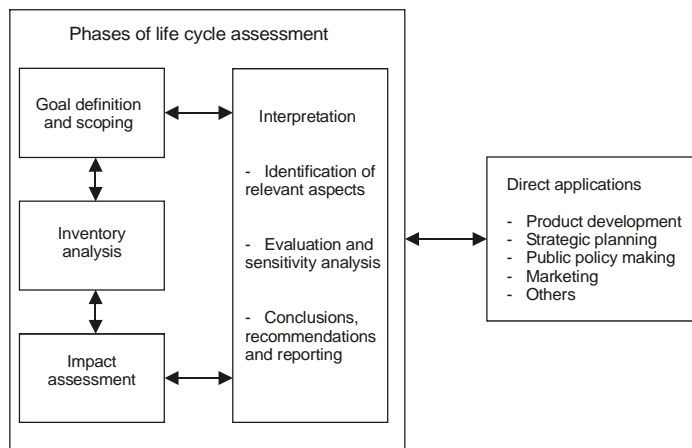 Phases of life cycle assessment
Goal definition
and scoping
Inventory
analysis
Impact
assessment
Interpretation
- Identification of
relevant aspects
- Evaluation and
sensitivity analysis
- Conclusions,
recommendations
and reporting
Direct applications
- Product development
- Strategic planning
- Public policy making
- Marketing
- Others